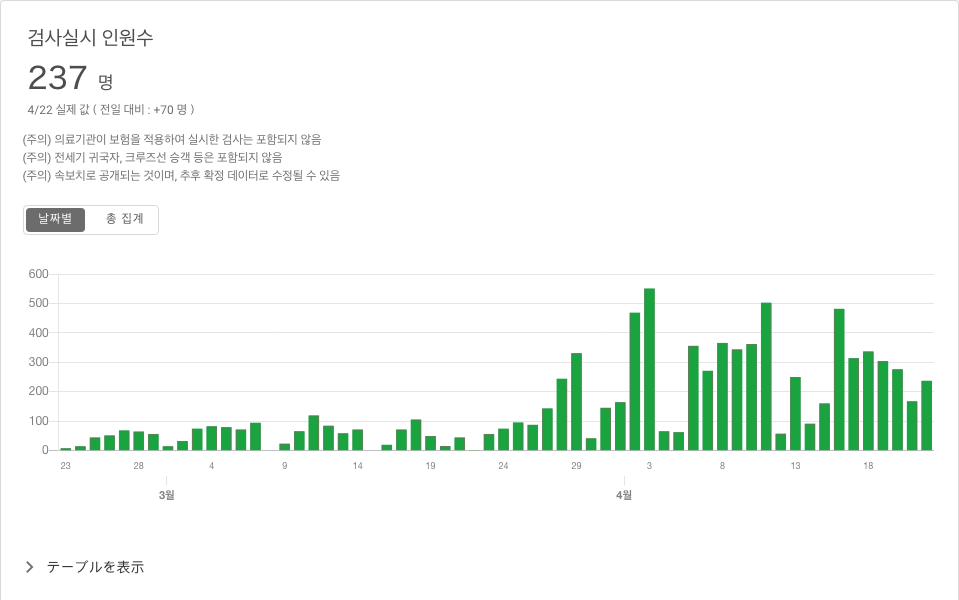 검사실시 인원수
237 명
4/22 실제 값 ( 전일 대비 : +70 명 )
(주의) 의료기관이 보험을 적용하여 실시한 검사는 포함되지 않음
(주의) 전세기 귀국자, 크루즈선 승객 등은 포함되지 않음
(주의) 속보치로 공개되는 것이며, 추후 확정 데이터로 수정될 수 있음
날짜별 총 집계
600
500
400
300
200
100
0
23 28 4 9 14 19 24 29 3 8 13 18
3월 4월
テーブルを表示